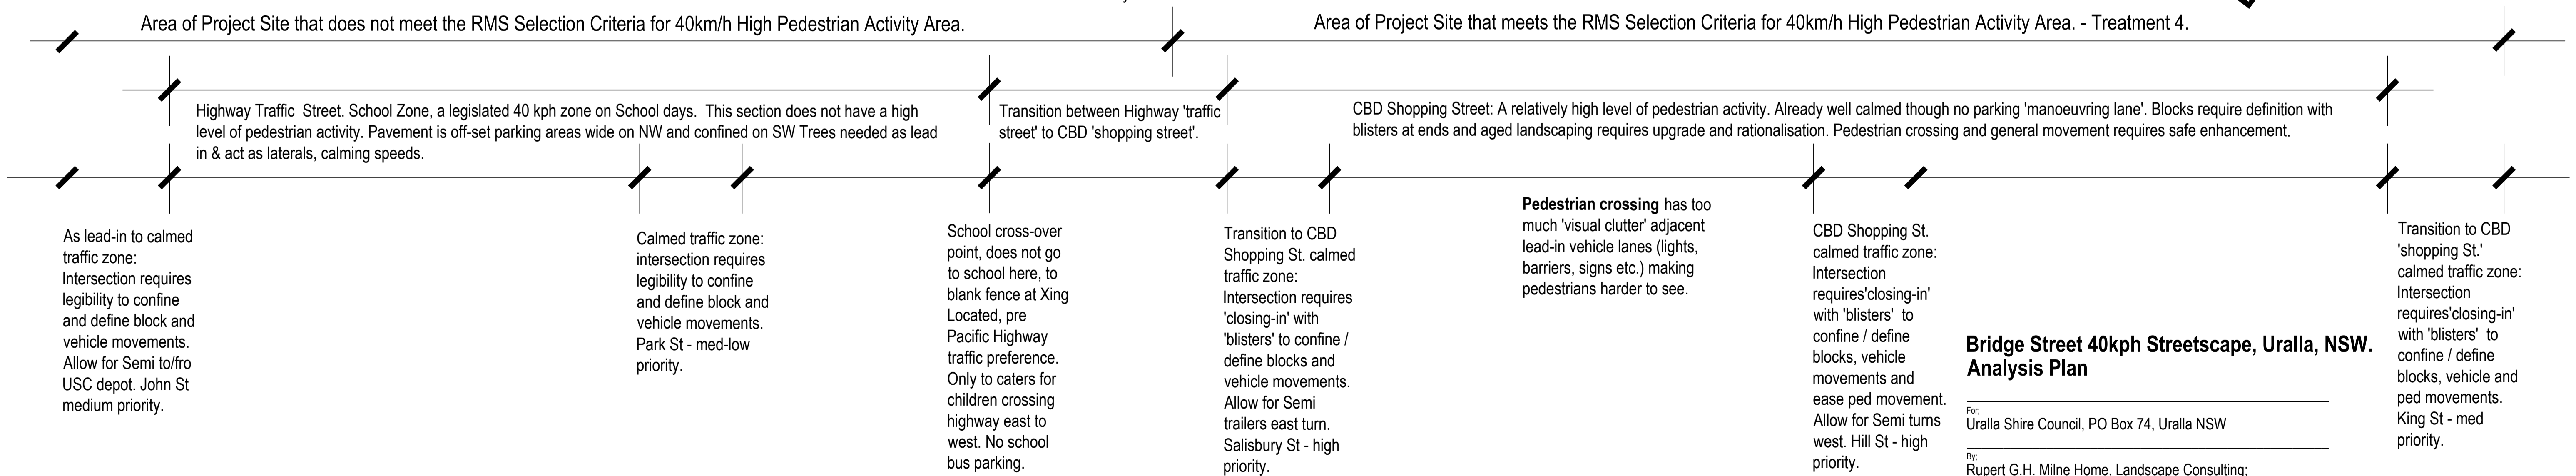 Area of Project Site that does not meet the RMS Selection Criteria for 40km/h High Pedestrian Activity Area.
Area of Project Site that meets the RMS Selection Criteria for 40km/h High Pedestrian Activity Area. - Treatment 4.
Highway Traffic Street. School Zone, a legislated 40 kph zone on School days. This section does not have a high
level of pedestrian activity. Pavement is off-set parking areas wide on NW and confined on SW Trees needed as lead
in & act as laterals, calming speeds.
Transition between Highway 'traffic
street' to CBD 'shopping street'.
CBD Shopping Street: A relatively high level of pedestrian activity. Already well calmed though no parking 'manoeuvring lane'. Blocks require definition with
blisters at ends and aged landscaping requires upgrade and rationalisation. Pedestrian crossing and general movement requires safe enhancement.
As lead-in to calmed
traffic zone:
Intersection requires
legibility to confine
and define block and
vehicle movements.
Allow for Semi to/fro
USC depot. John St
medium priority.
Calmed traffic zone:
intersection requires
legibility to confine
and define block and
vehicle movements.
Park St - med-low
priority.
School cross-over
point, does not go
to school here, to
blank fence at Xing
Located, pre
Pacific Highway
traffic preference.
Only to caters for
children crossing
highway east to
west. No school
bus parking.
Transition to CBD
Shopping St. calmed
traffic zone:
Intersection requires
'closing-in' with
'blisters' to confine /
define blocks and
vehicle movements.
Allow for Semi
trailers east turn.
Salisbury St - high
priority.
Pedestrian crossing has too
much 'visual clutter' adjacent
lead-in vehicle lanes (lights,
barriers, signs etc.) making
pedestrians harder to see.
CBD Shopping St.
calmed traffic zone:
Intersection
requires'closing-in'
with 'blisters' to
confine / define
blocks, vehicle
movements and
ease ped movement.
Allow for Semi turns
west. Hill St - high
priority.
Bridge Street 40kph Streetscape, Uralla, NSW.
Analysis Plan
For;
Uralla Shire Council, PO Box 74, Uralla NSW
By;
Rupert G.H. Milne Home, Landscape Consulting;
Transition to CBD
'shopping St.'
calmed traffic zone:
Intersection
requires'closing-in'
with 'blisters' to
confine / define
blocks, vehicle and
ped movements.
King St - med
priority.